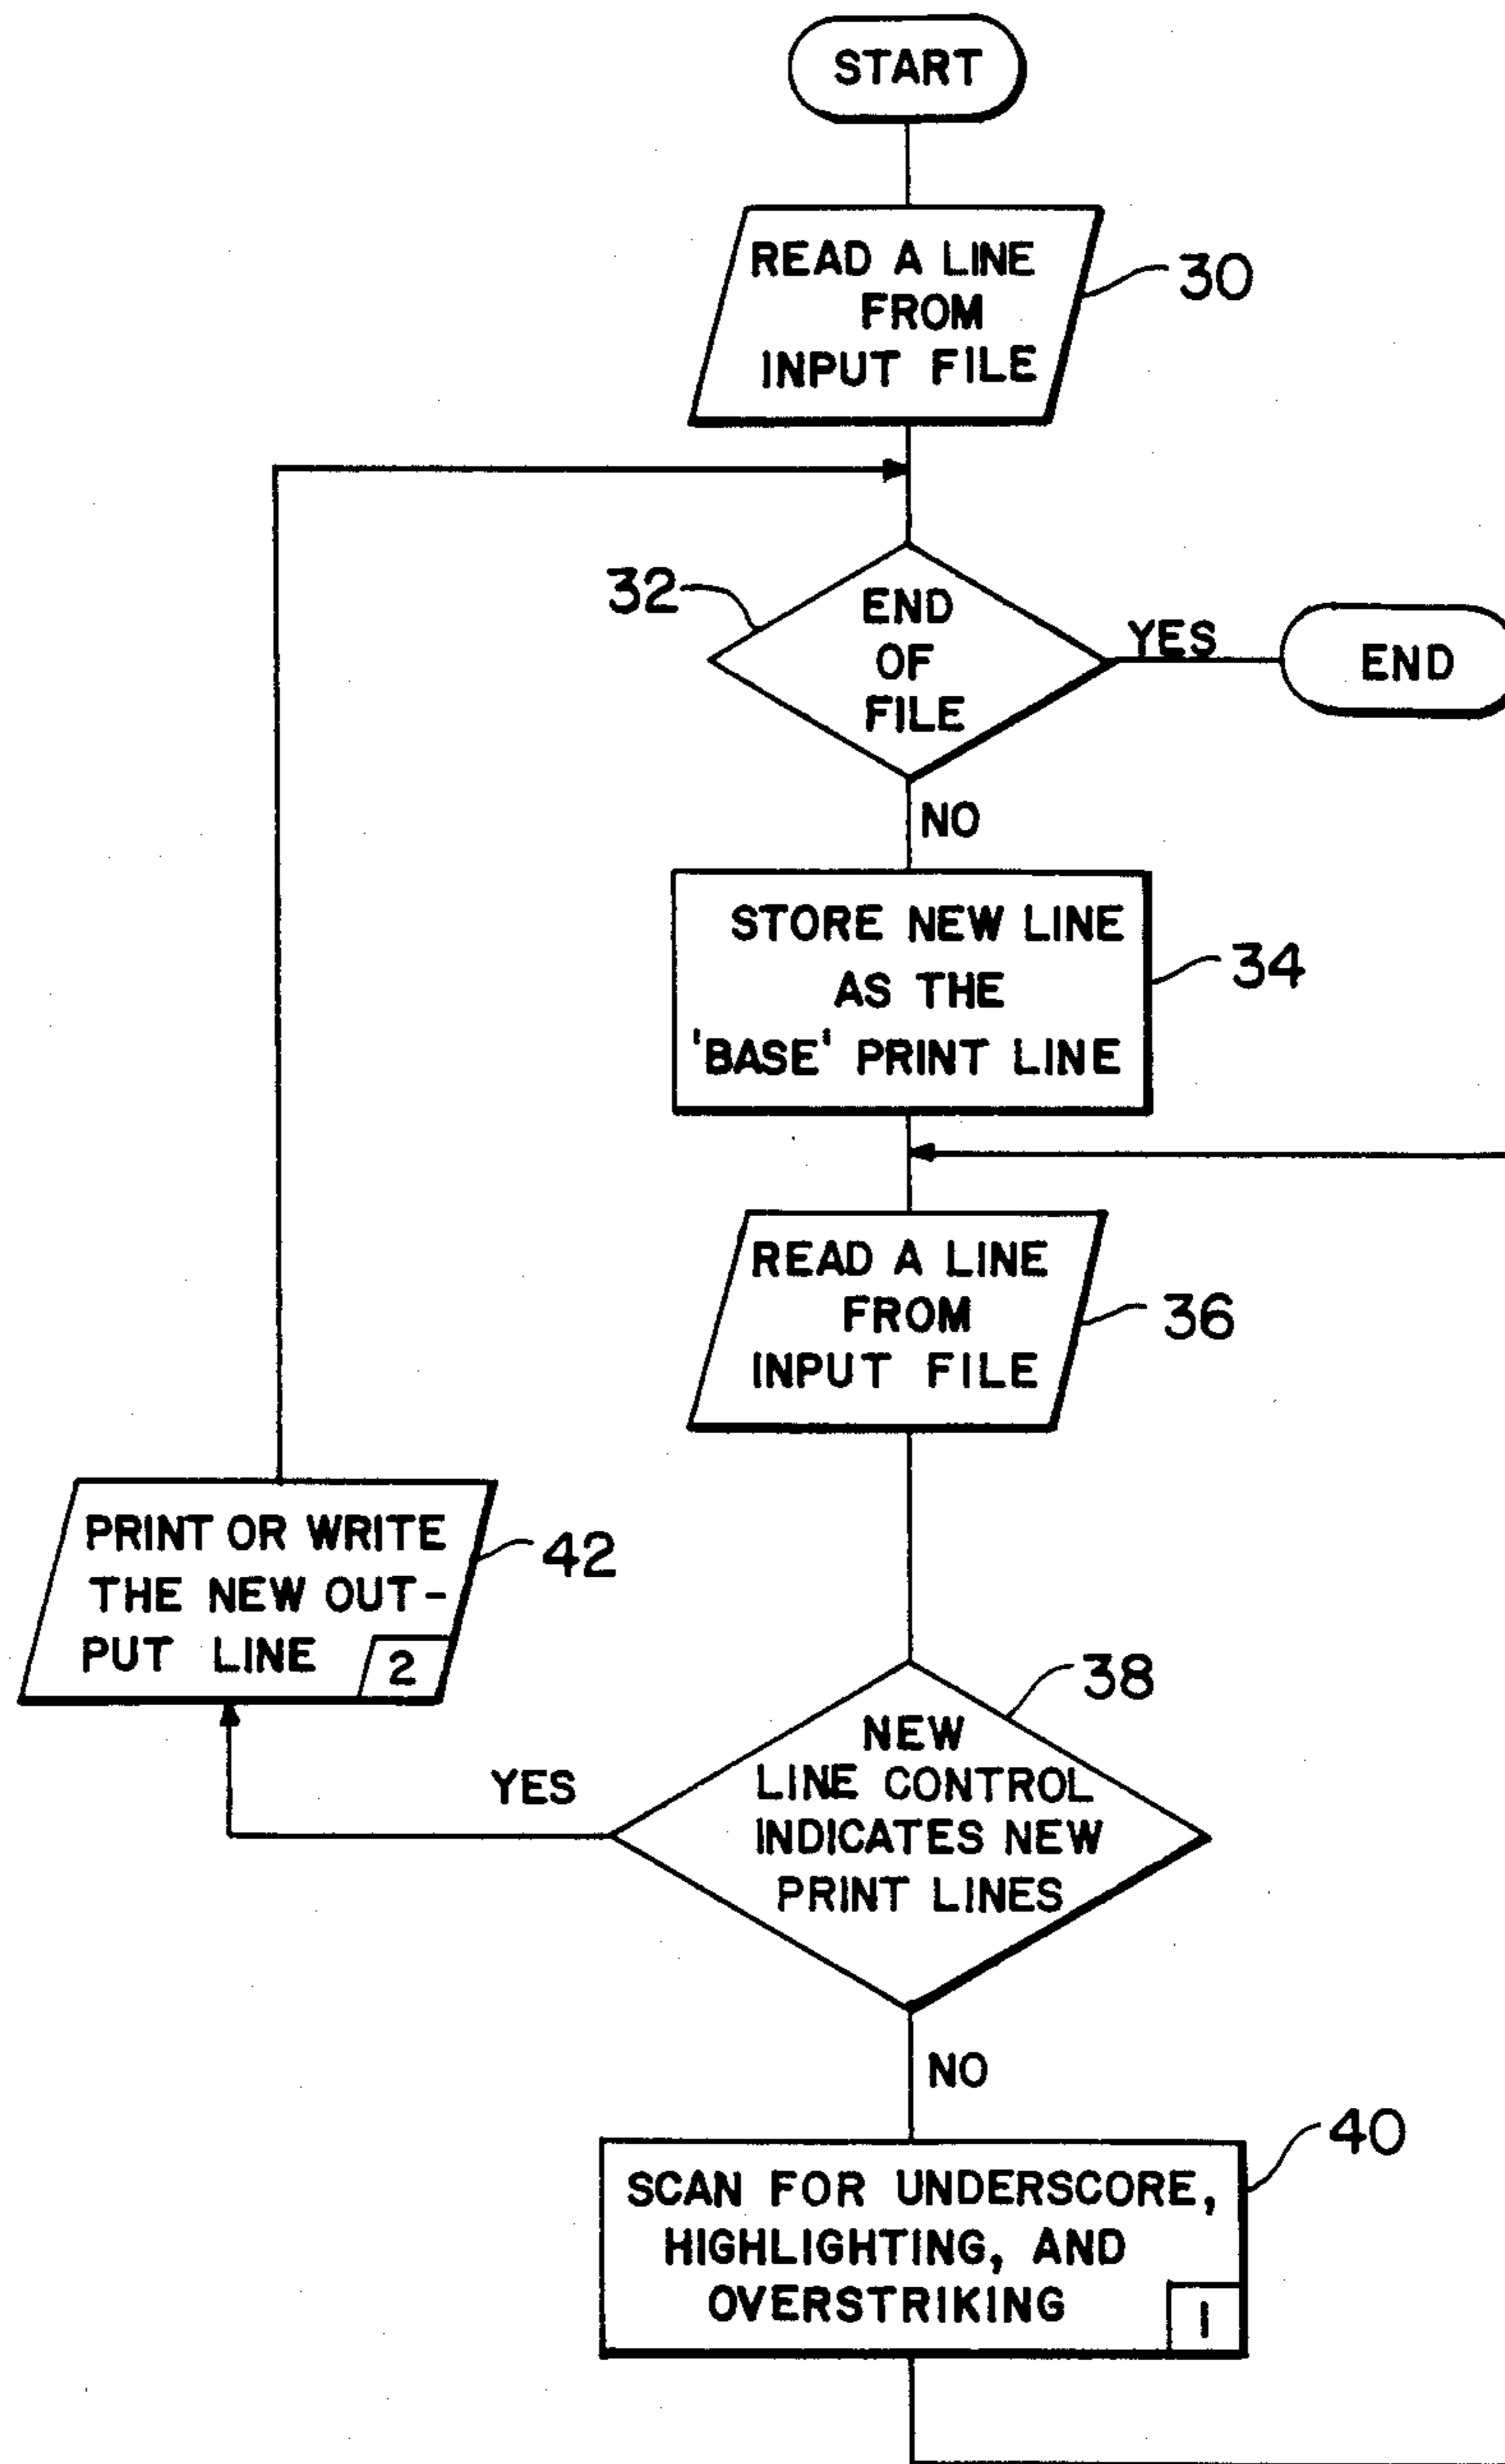 START
READ A LINE
FROM
INPUT FILE
30
32
END
OF
FILE
YES
END
NO
STORE NEW LINE
AS THE
'BASE' PRINT LINE
34
READ A LINE
FROM
INPUT FILE
36
PRINT OR WRITE
THE NEW OUT-
PUT LINE
2
42
38
NEW
LINE CONTROL
INDICATES NEW
PRINT LINES
YES
NO
40
SCAN FOR UNDERSCORE,
HIGHLIGHTING, AND
OVERSTRIKING
1